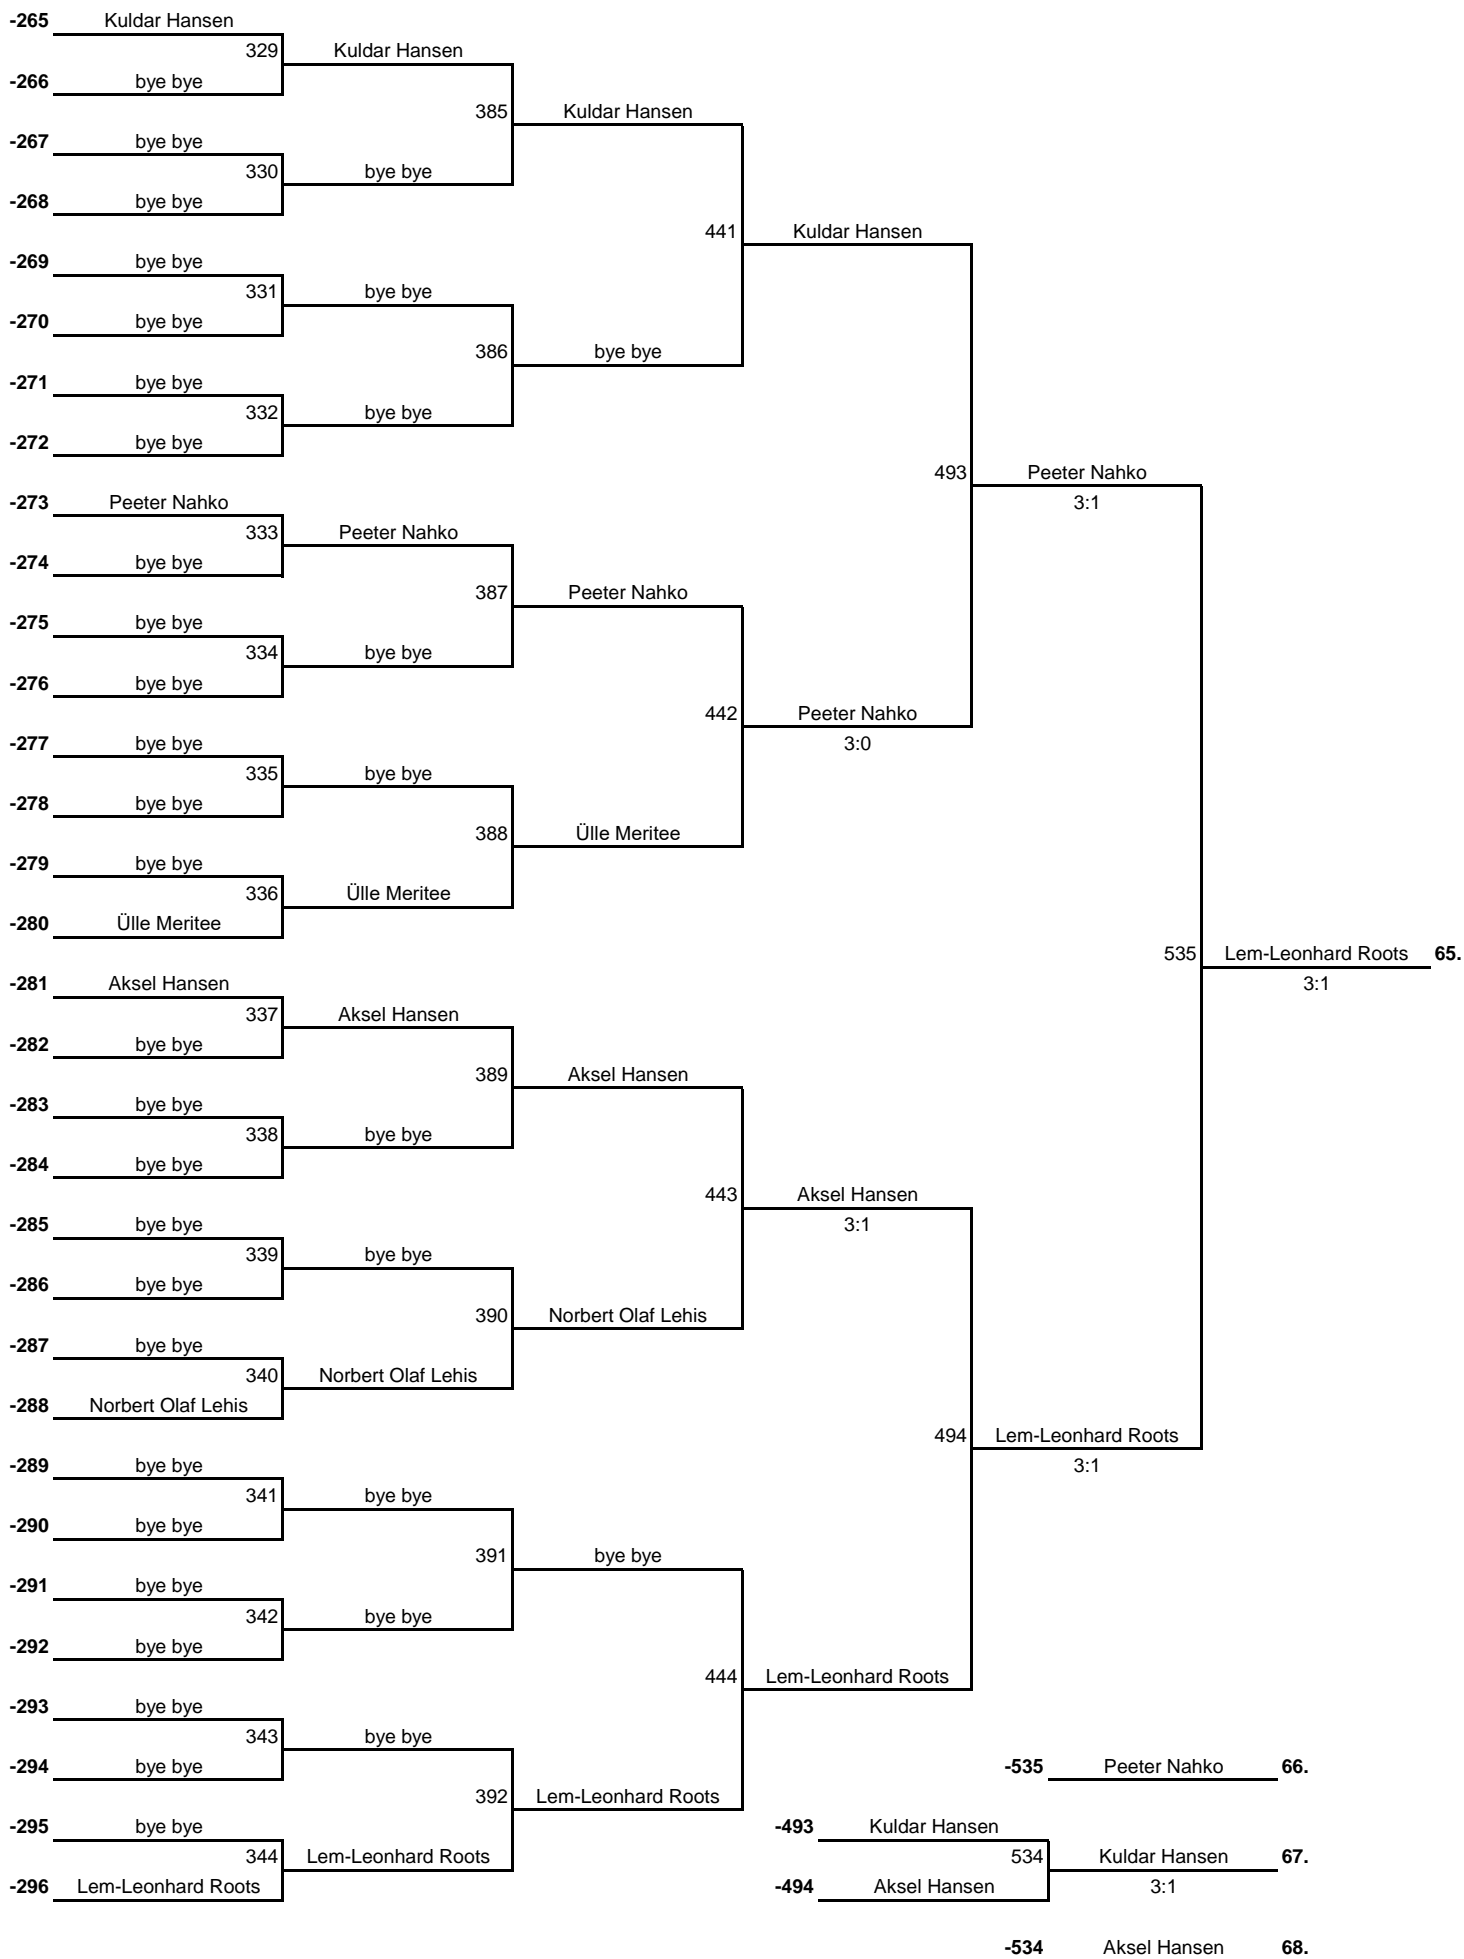 -265 Kuldar Hansen
329 Kuldar Hansen
-266 bye bye
385 Kuldar Hansen
-267 bye bye
330 bye bye
-268 bye bye
441 Kuldar Hansen
-269 bye bye
331 bye bye
-270 bye bye
386 bye bye
-271 bye bye
332 bye bye
-272 bye bye
493 Peeter Nahko
-273 Peeter Nahko 3:1
333 Peeter Nahko
-274 bye bye
387 Peeter Nahko
-275 bye bye
334 bye bye
-276 bye bye
442 Peeter Nahko
-277 bye bye 3:0
335 bye bye
-278 bye bye
388 Ülle Meritee
-279 bye bye
336 Ülle Meritee
-280 Ülle Meritee
535 Lem-Leonhard Roots 65.
-281 Aksel Hansen 3:1
337 Aksel Hansen
-282 bye bye
389 Aksel Hansen
-283 bye bye
338 bye bye
-284 bye bye
443 Aksel Hansen
-285 bye bye 3:1
339 bye bye
-286 bye bye
390 Norbert Olaf Lehis
-287 bye bye
340 Norbert Olaf Lehis
-288 Norbert Olaf Lehis
494 Lem-Leonhard Roots
-289 bye bye 3:1
341 bye bye
-290 bye bye
391 bye bye
-291 bye bye
342 bye bye
-292 bye bye
444 Lem-Leonhard Roots
-293 bye bye
343 bye bye
-294 bye bye -535 Peeter Nahko 66.
392 Lem-Leonhard Roots
-295 bye bye -493 Kuldar Hansen
344 Lem-Leonhard Roots 534 Kuldar Hansen 67.
-296 Lem-Leonhard Roots -494 Aksel Hansen 3:1
-534 Aksel Hansen 68.